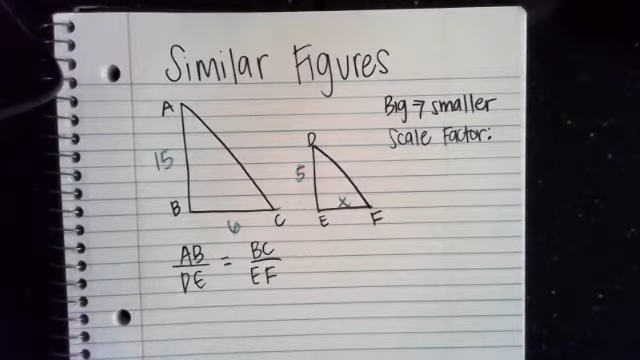 Similar Figures
Big → smaller
Scale Factor:
A
15
B
6
C
D
5
E
x
F
AB/DE = BC/EF